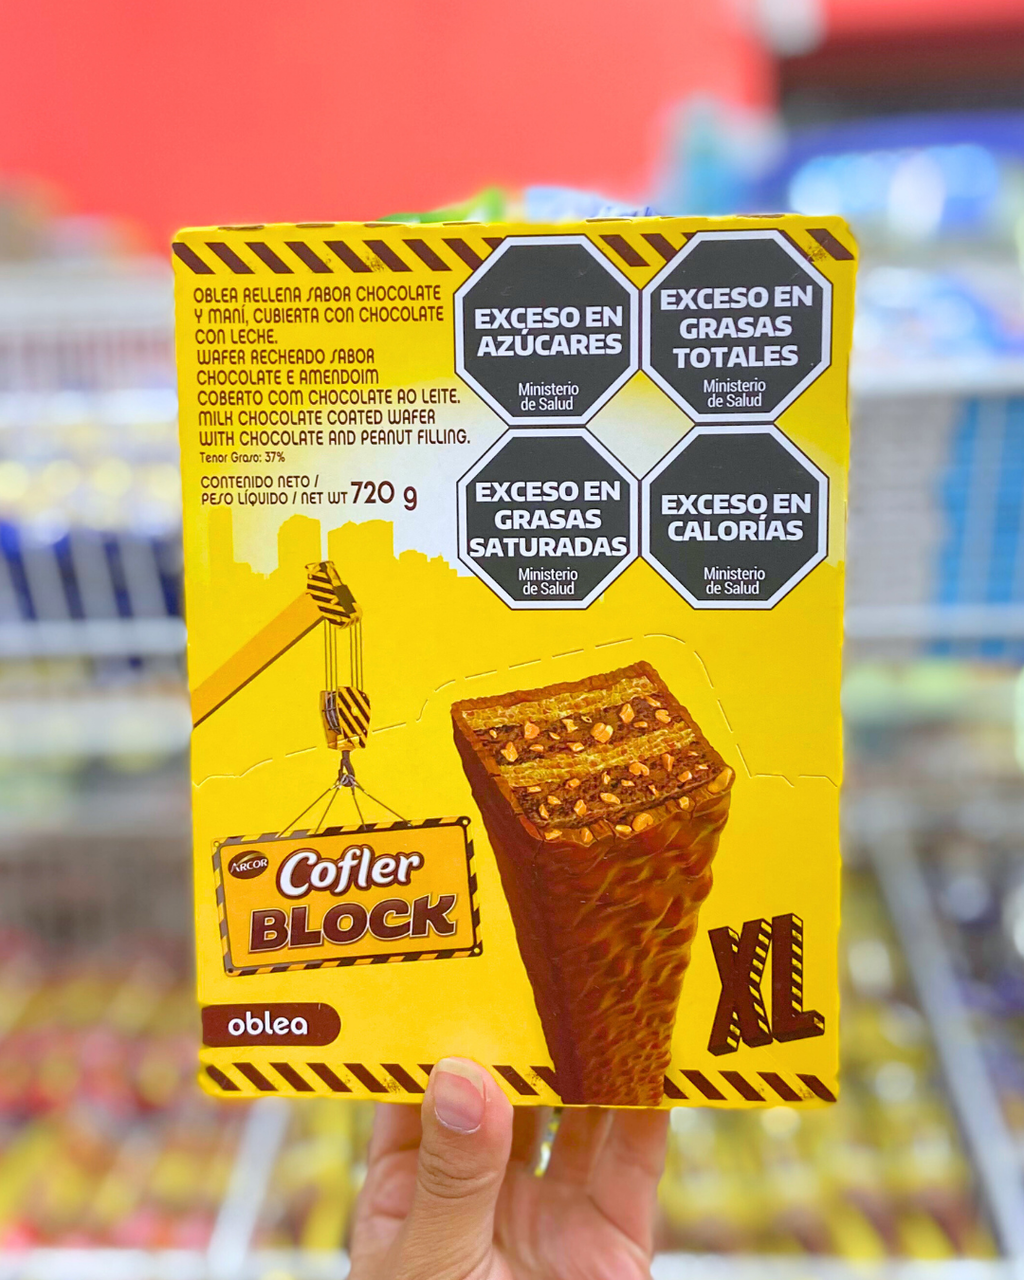 OBLEA RELLENA SABOR CHOCOLATE
Y MANÍ, CUBIERTA CON CHOCOLATE
CON LECHE.
WAFER RECHEADO SABOR
CHOCOLATE E AMENDOIM
COBERTO COM CHOCOLATE AO LEITE.
MILK CHOCOLATE COATED WAFER
WITH CHOCOLATE AND PEANUT FILLING.
Tenor Graso: 37%
CONTENIDO NETO /
PESO LÍQUIDO / NET WT 720 g
EXCESO EN
AZÚCARES
Ministerio
de Salud
EXCESO EN
GRASAS
TOTALES
Ministerio
de Salud
EXCESO EN
GRASAS
SATURADAS
Ministerio
de Salud
EXCESO EN
CALORÍAS
Ministerio
de Salud
ARCOR
Cofler
BLOCK
XL
oblea